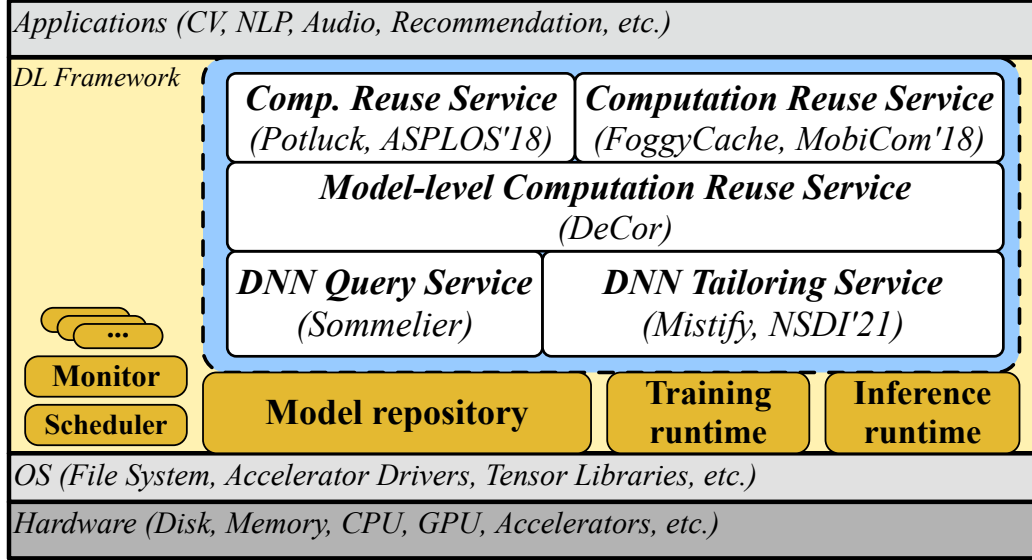 Applications (CV, NLP, Audio, Recommendation, etc.)
DL Framework
Comp. Reuse Service
(Potluck, ASPLOS'18)
Computation Reuse Service
(FoggyCache, MobiCom'18)
Model-level Computation Reuse Service
(DeCor)
DNN Query Service
(Sommelier)
DNN Tailoring Service
(Mistify, NSDI'21)
...
Monitor
Scheduler
Model repository
Training
runtime
Inference
runtime
OS (File System, Accelerator Drivers, Tensor Libraries, etc.)
Hardware (Disk, Memory, CPU, GPU, Accelerators, etc.)